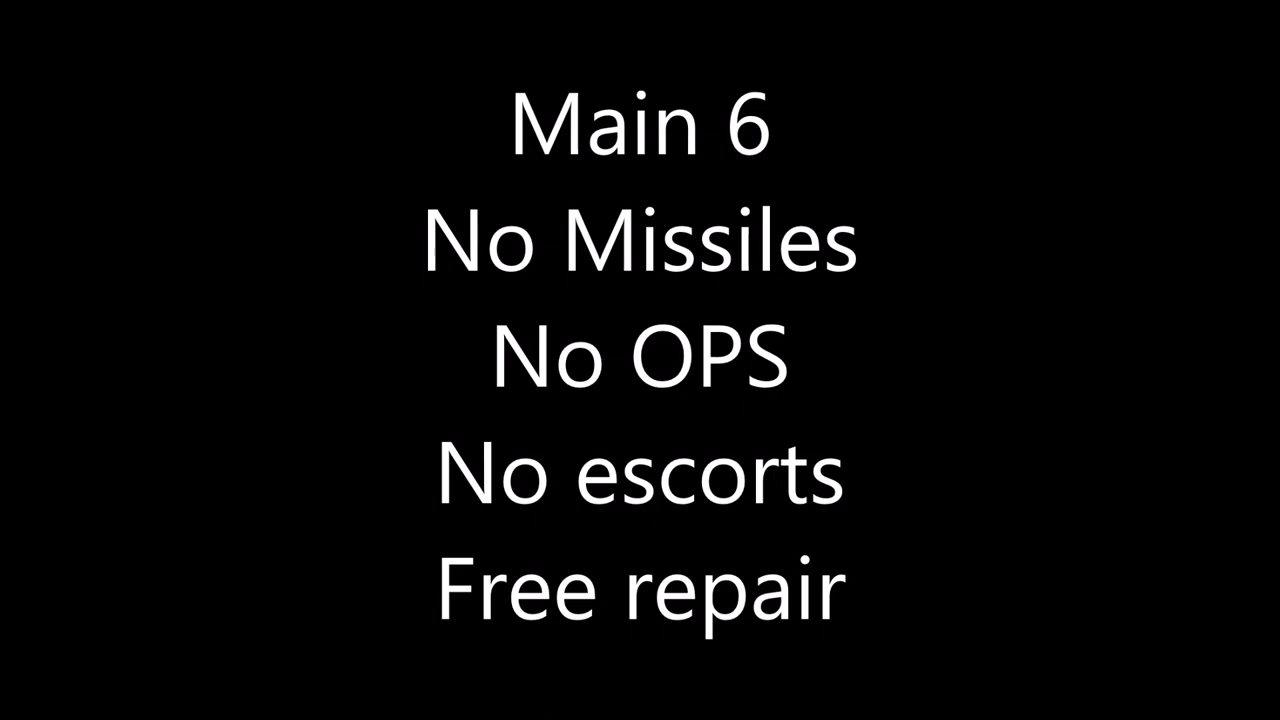 Main 6
No Missiles
No OPS
No escorts
Free repair